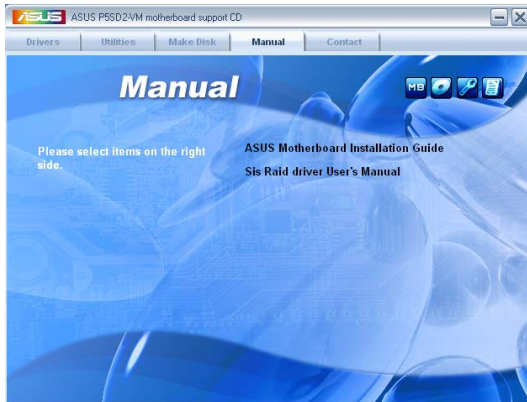 ASUS ASUS P5SD2-VM motherboard support CD
Drivers Utilities Make Disk Manual Contact
Manual
MB
Please select items on the right
side.
ASUS Motherboard Installation Guide
Sis Raid driver User's Manual